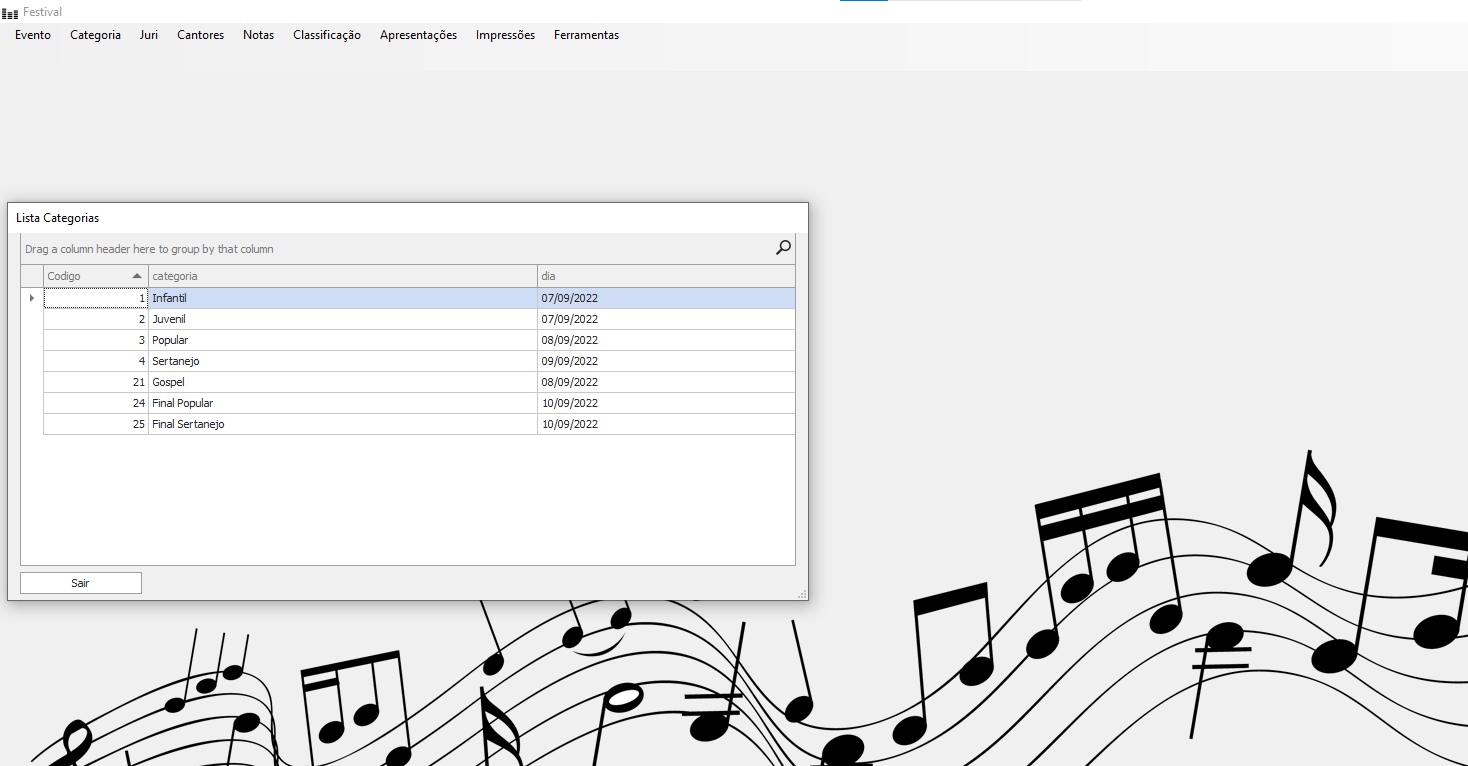 Festival
Evento Categoria Juri Cantores Notas Classificação Apresentações Impressões Ferramentas
Lista Categorias
Drag a column header here to group by that column
Codigo categoria dia
1 Infantil 07/09/2022
2 Juvenil 07/09/2022
3 Popular 08/09/2022
4 Sertanejo 09/09/2022
21 Gospel 08/09/2022
24 Final Popular 10/09/2022
25 Final Sertanejo 10/09/2022
Sair